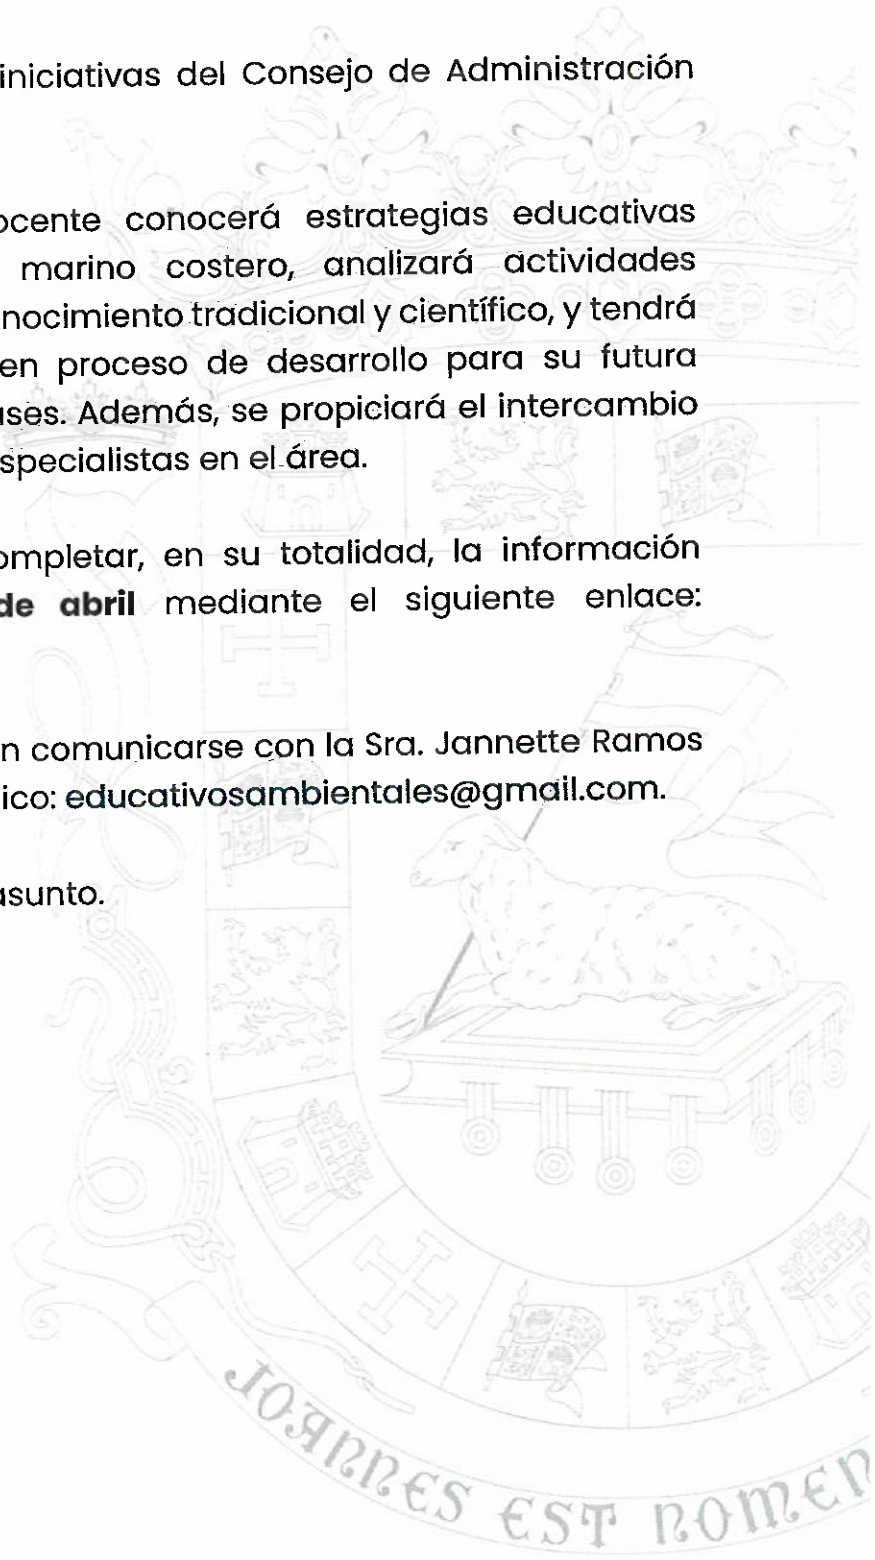 iniciativas del Consejo de Administración
ocente conocerá estrategias educativas
marino costero, analizará actividades
nocimiento tradicional y científico, y tendrá
en proceso de desarrollo para su futura
ases. Además, se propiciará el intercambio
specialistas en el área.
ompletar, en su totalidad, la información
de abril mediante el siguiente enlace:
n comunicarse con la Sra. Jannette Ramos
ico: educativosambientales@gmail.com.
asunto.
JOANNES EST NOMEN